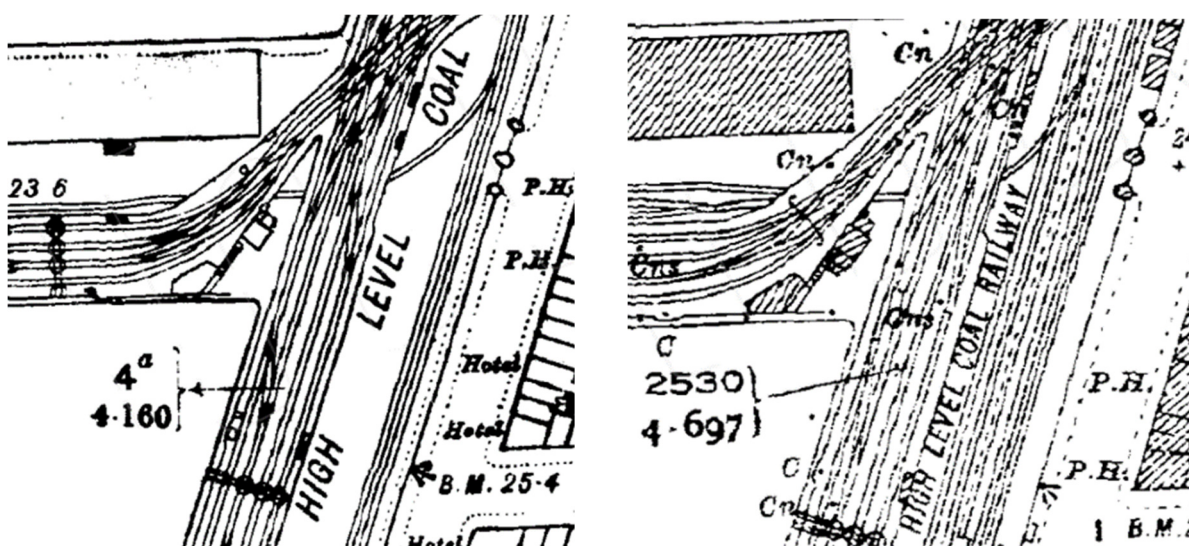 COAL
LEVEL
HIGH
23 6
P.H.
P.H.
4a
4·160
Hotel
Hotel
B.M. 25·4
Hotel
Cn
Cn.
Cns
Cns
C
2530
4·697
HIGH LEVEL COAL RAILWAY
P.H.
P.H.
C
Cn
1 B.M.